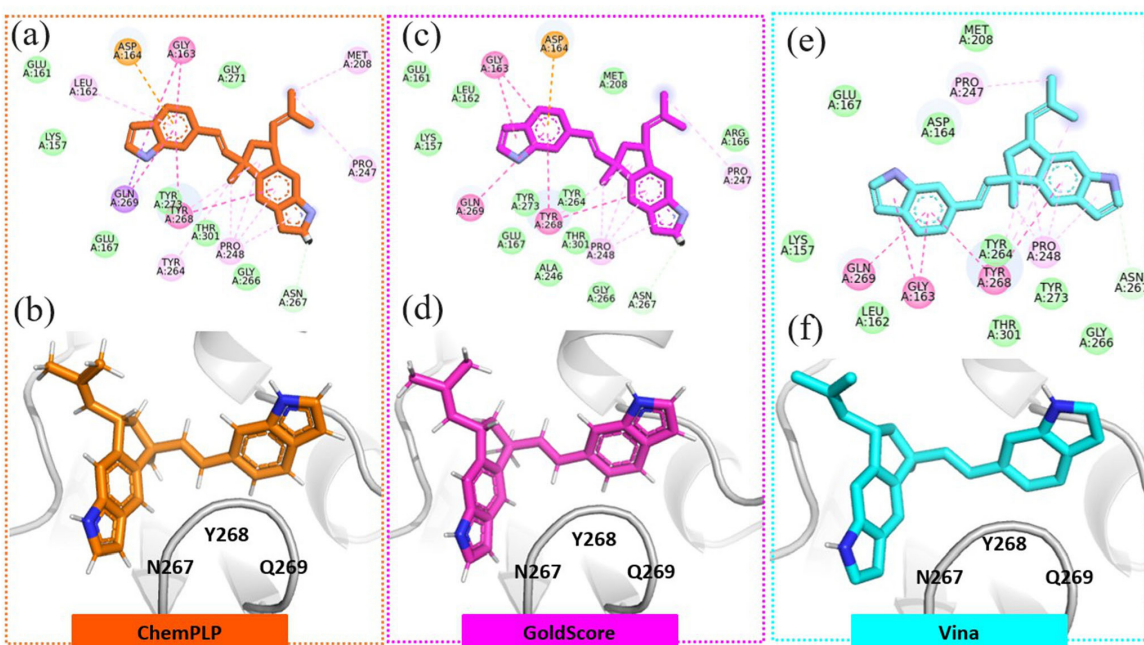 (a)
ASP
A:164
GLY
A:163
GLU
A:161
LEU
A:162
GLY
A:271
MET
A:208
LYS
A:157
PRO
A:247
GLN
A:269
TYR
A:273
TYR
A:268
GLU
A:167
THR
A:301
TYR
A:264
PRO
A:248
GLY
A:266
ASN
A:267
(b)
Y268
N267
Q269
ChemPLP
(c)
ASP
A:164
GLY
A:163
GLU
A:161
LEU
A:162
MET
A:208
LYS
A:157
ARG
A:166
PRO
A:247
GLN
A:269
TYR
A:273
TYR
A:264
TYR
A:268
GLU
A:167
THR
A:301
PRO
A:248
ALA
A:246
GLY
A:266
ASN
A:267
(d)
Y268
N267
Q269
GoldScore
(e)
MET
A:208
PRO
A:247
GLU
A:167
ASP
A:164
LYS
A:157
GLN
A:269
GLY
A:163
TYR
A:264
TYR
A:268
PRO
A:248
ASN
A:267
TYR
A:273
LEU
A:162
THR
A:301
GLY
A:266
(f)
Y268
N267
Q269
Vina